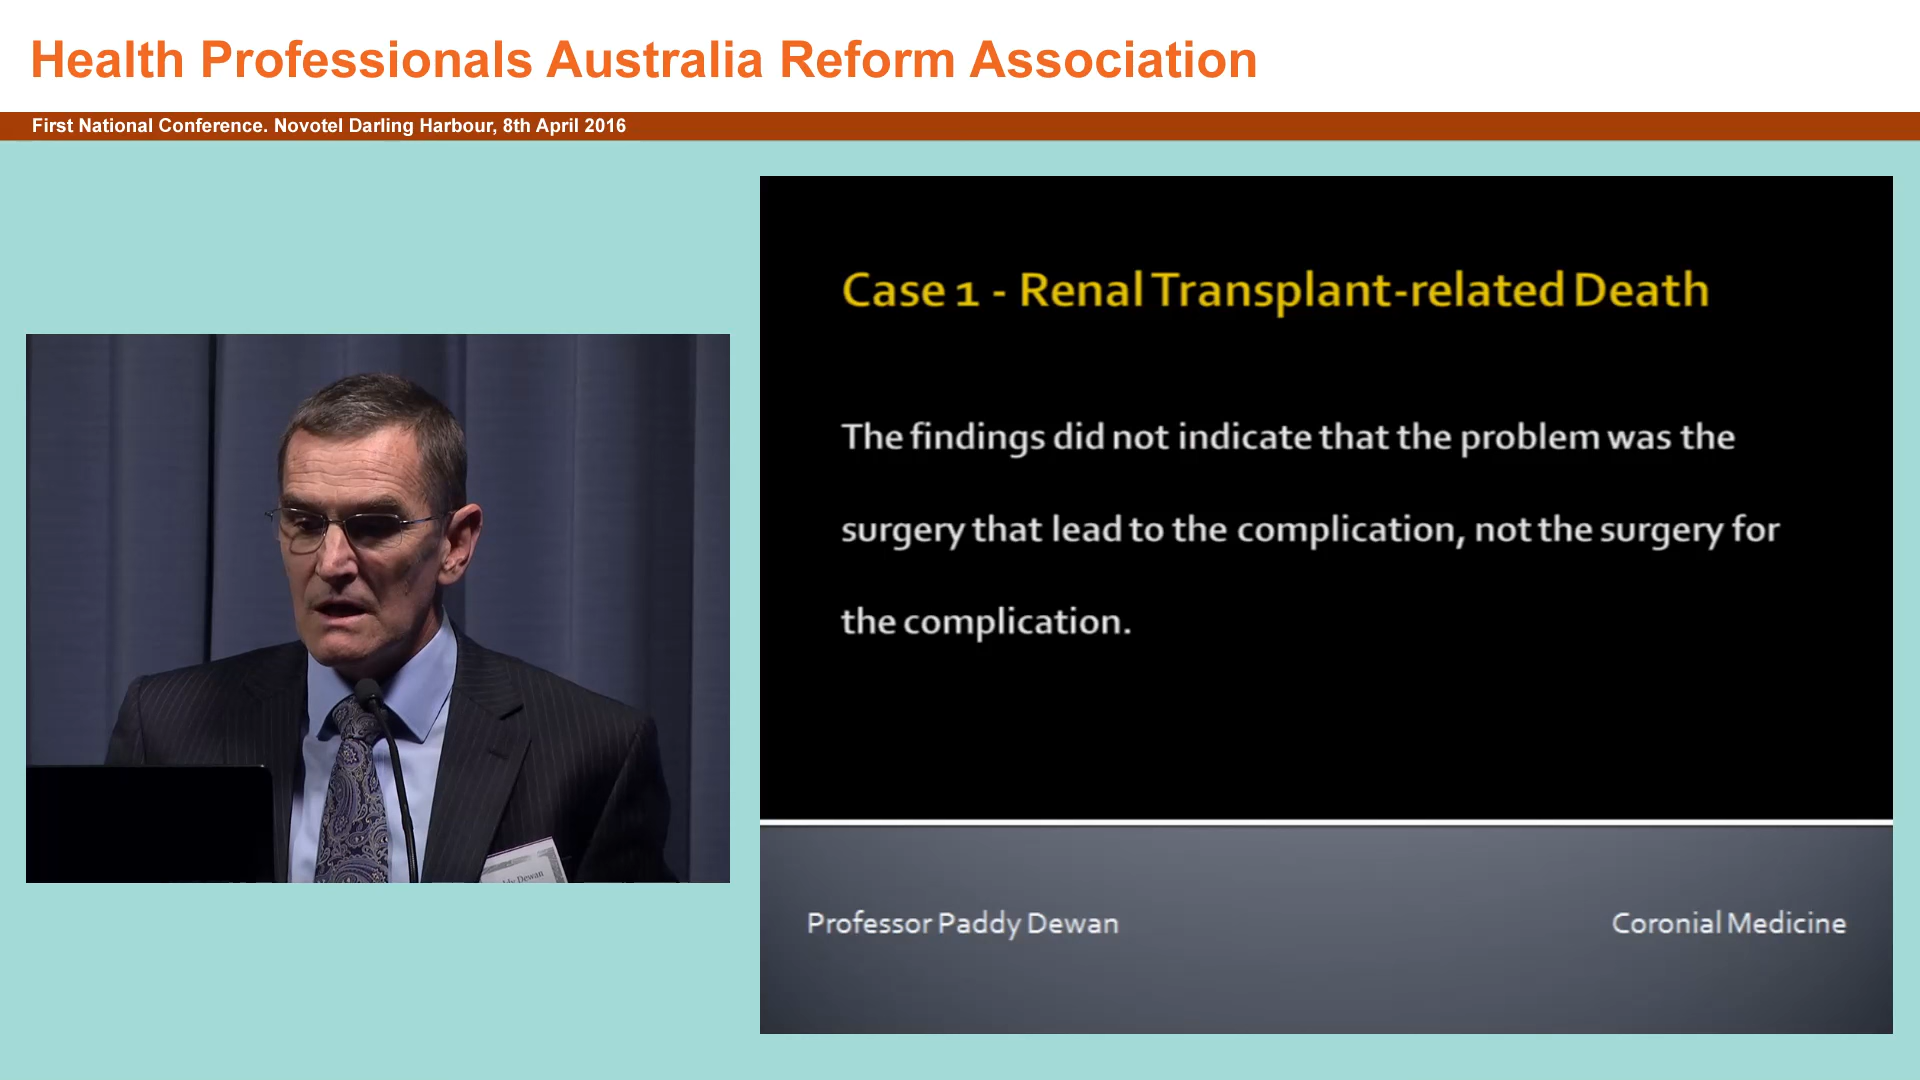 Health Professionals Australia Reform Association
First National Conference. Novotel Darling Harbour, 8th April 2016
Case 1 - Renal Transplant-related Death
The findings did not indicate that the problem was the
surgery that lead to the complication, not the surgery for
the complication.
Dewan
Professor Paddy Dewan
Coronial Medicine